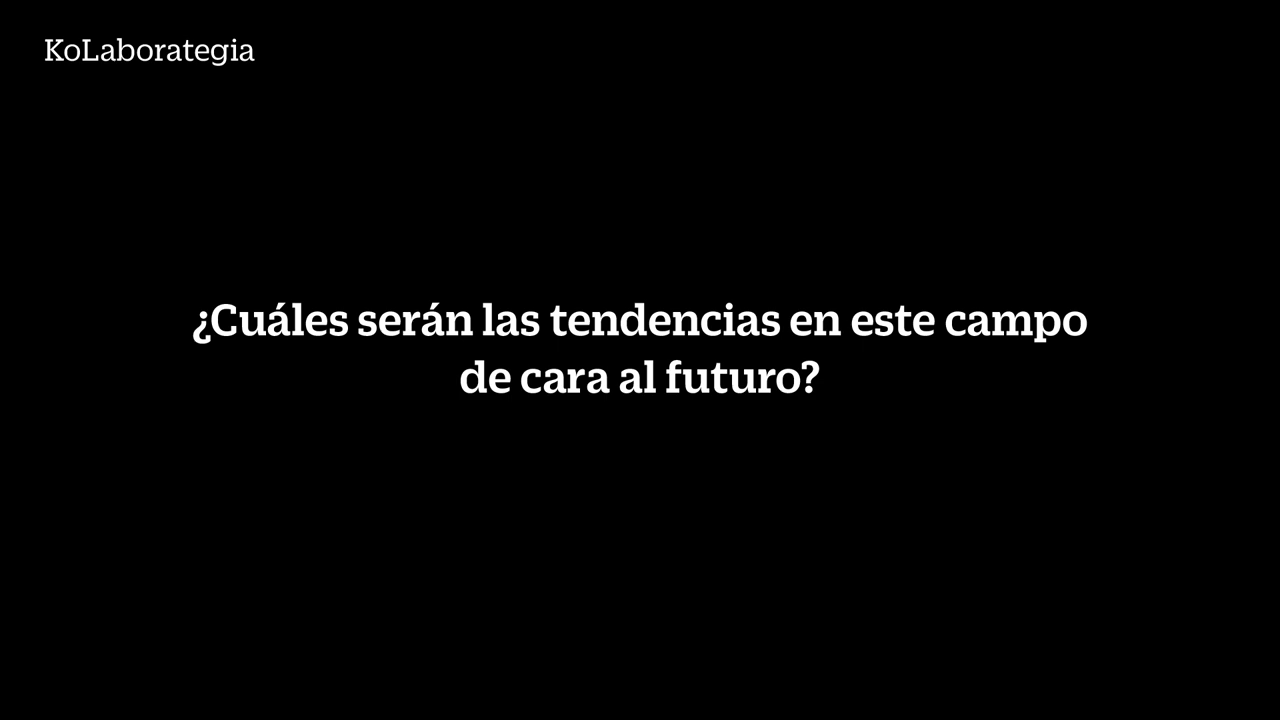 KoLaborategia
¿Cuáles serán las tendencias en este campo
de cara al futuro?